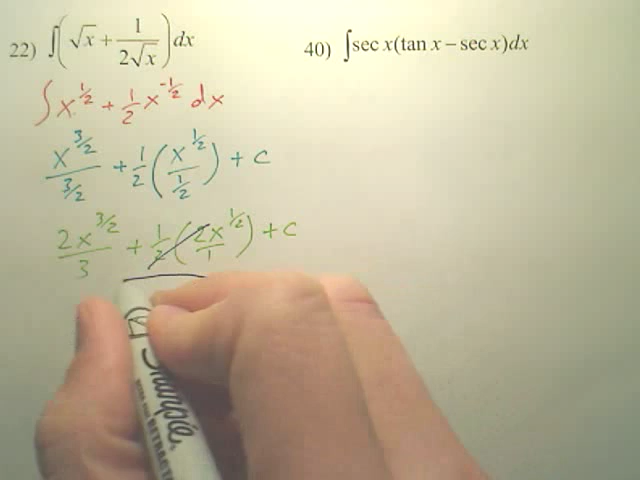 22) ∫(√x + 1/(2√x)) dx
∫ x^(1/2) + 1/2 x^(-1/2) dx
x^(3/2)/(3/2) + 1/2 (x^(1/2)/(1/2)) + c
2x^(3/2)/3 + 1/2 (2x^(1/2)/1) + c
40) ∫sec x(tan x − sec x)dx
Sharpie